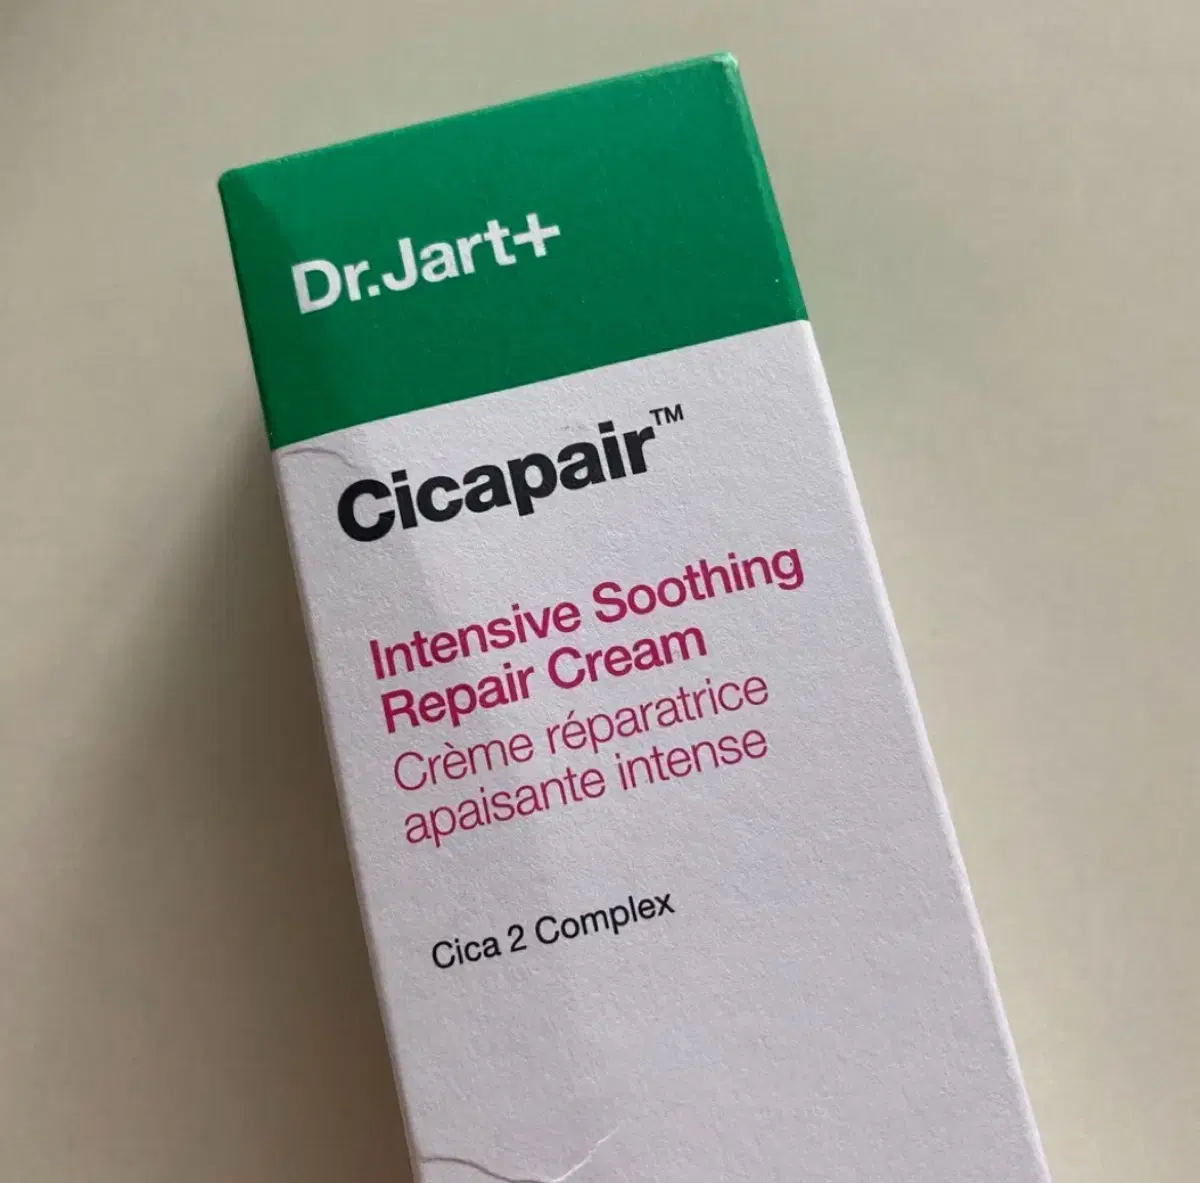 Dr.Jart+
Cicapair™
Intensive Soothing
Repair Cream
Crème réparatrice
apaisante intense
Cica 2 Complex